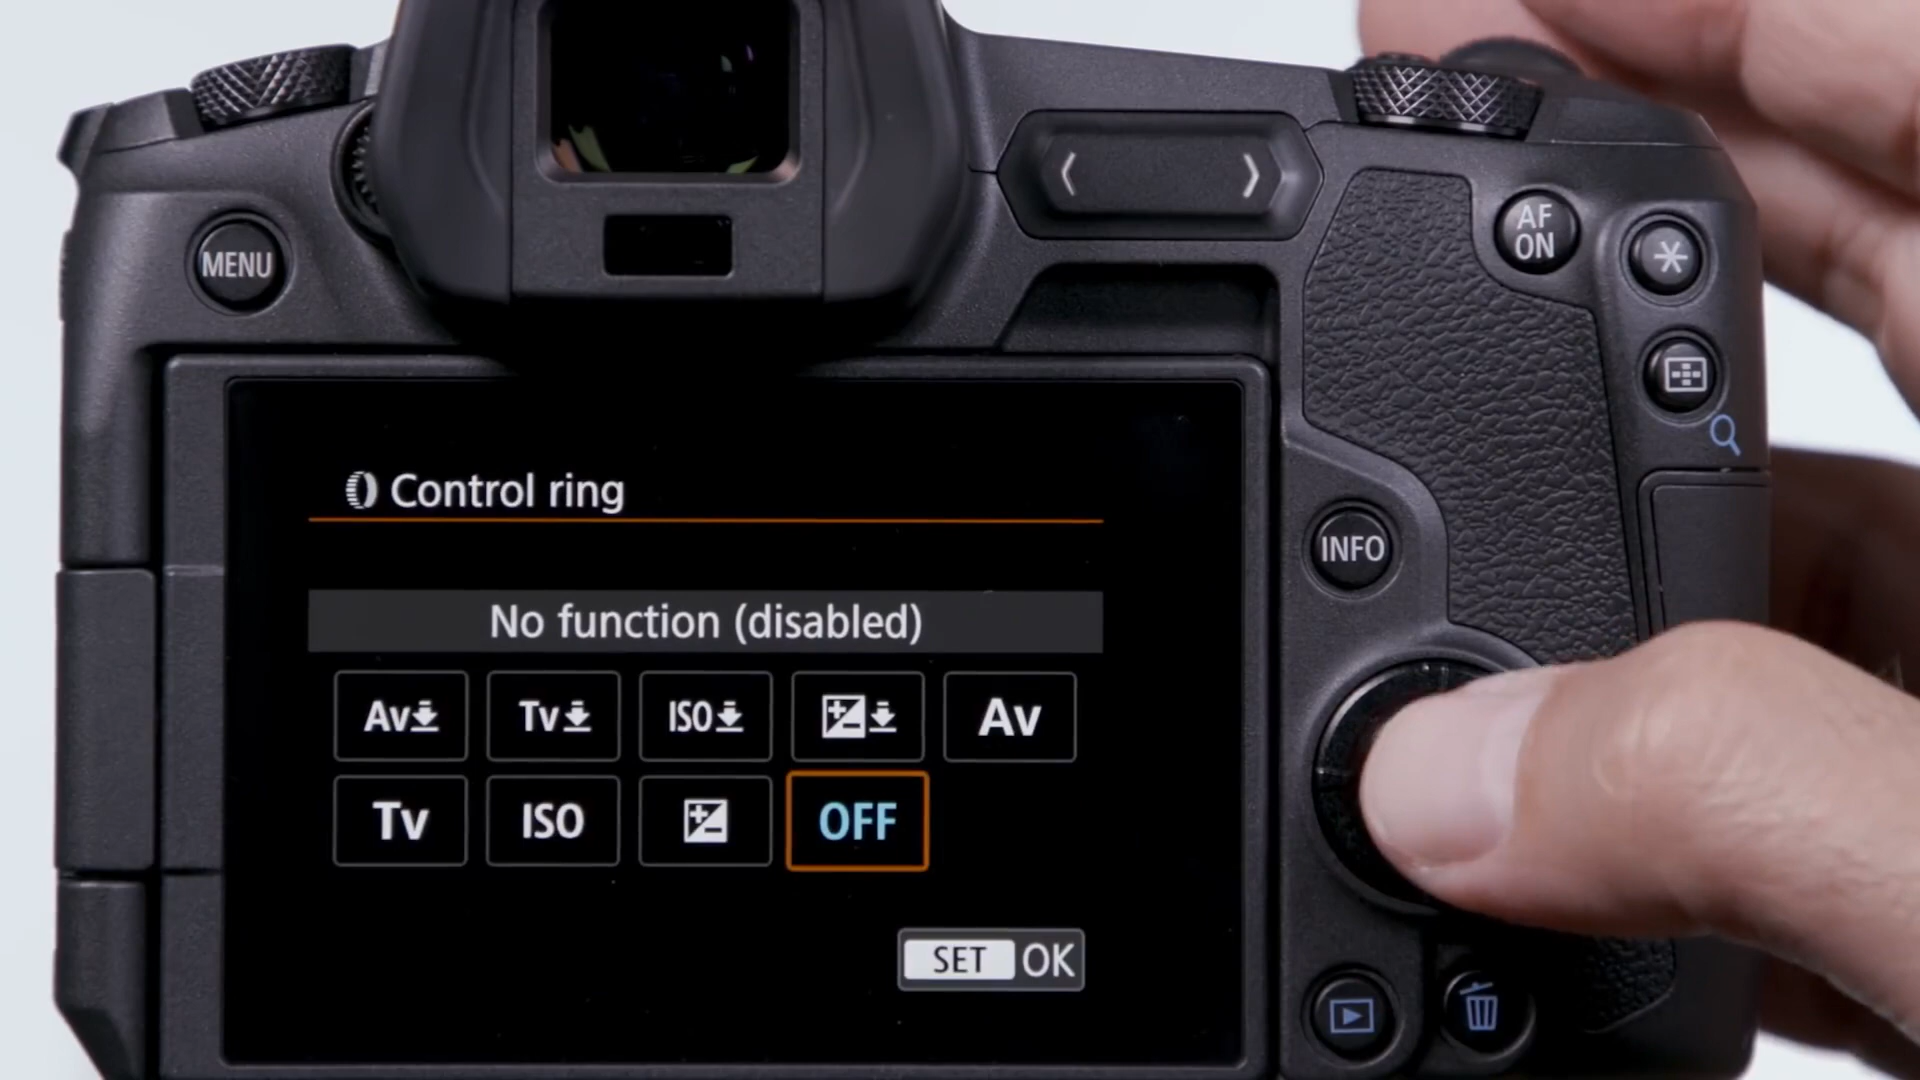 MENU
AF
ON
Control ring
INFO
No function (disabled)
Av Tv ISO Av
Tv ISO OFF
SET OK